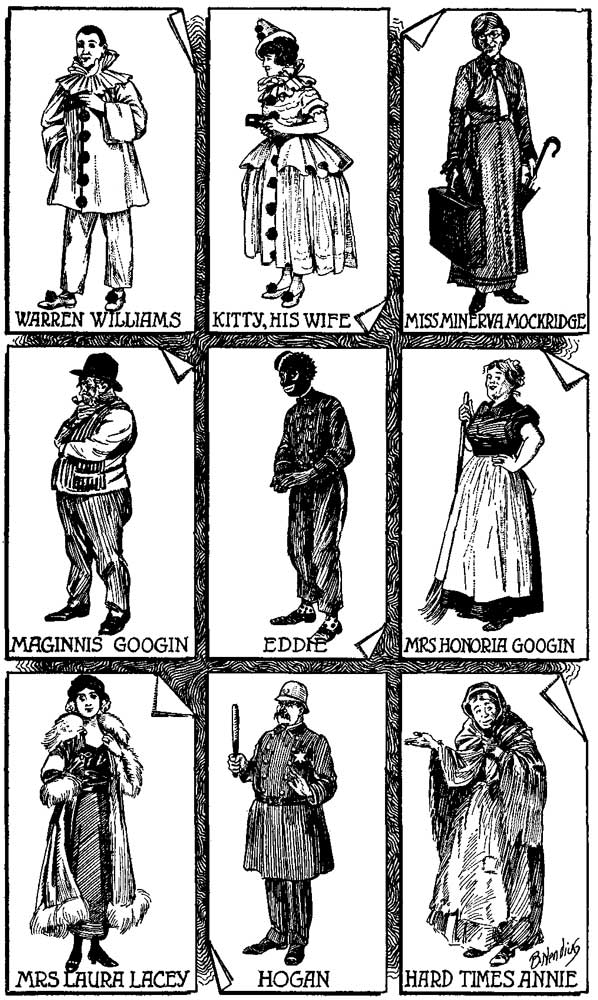 WARREN WILLIAMS
KITTY, HIS WIFE
MISS MINERVA MOCKRIDGE
MAGINNIS GOOGIN
EDDIE
MRS HONORIA GOOGIN
MRS LAURA LACEY
HOGAN
HARD TIMES ANNIE